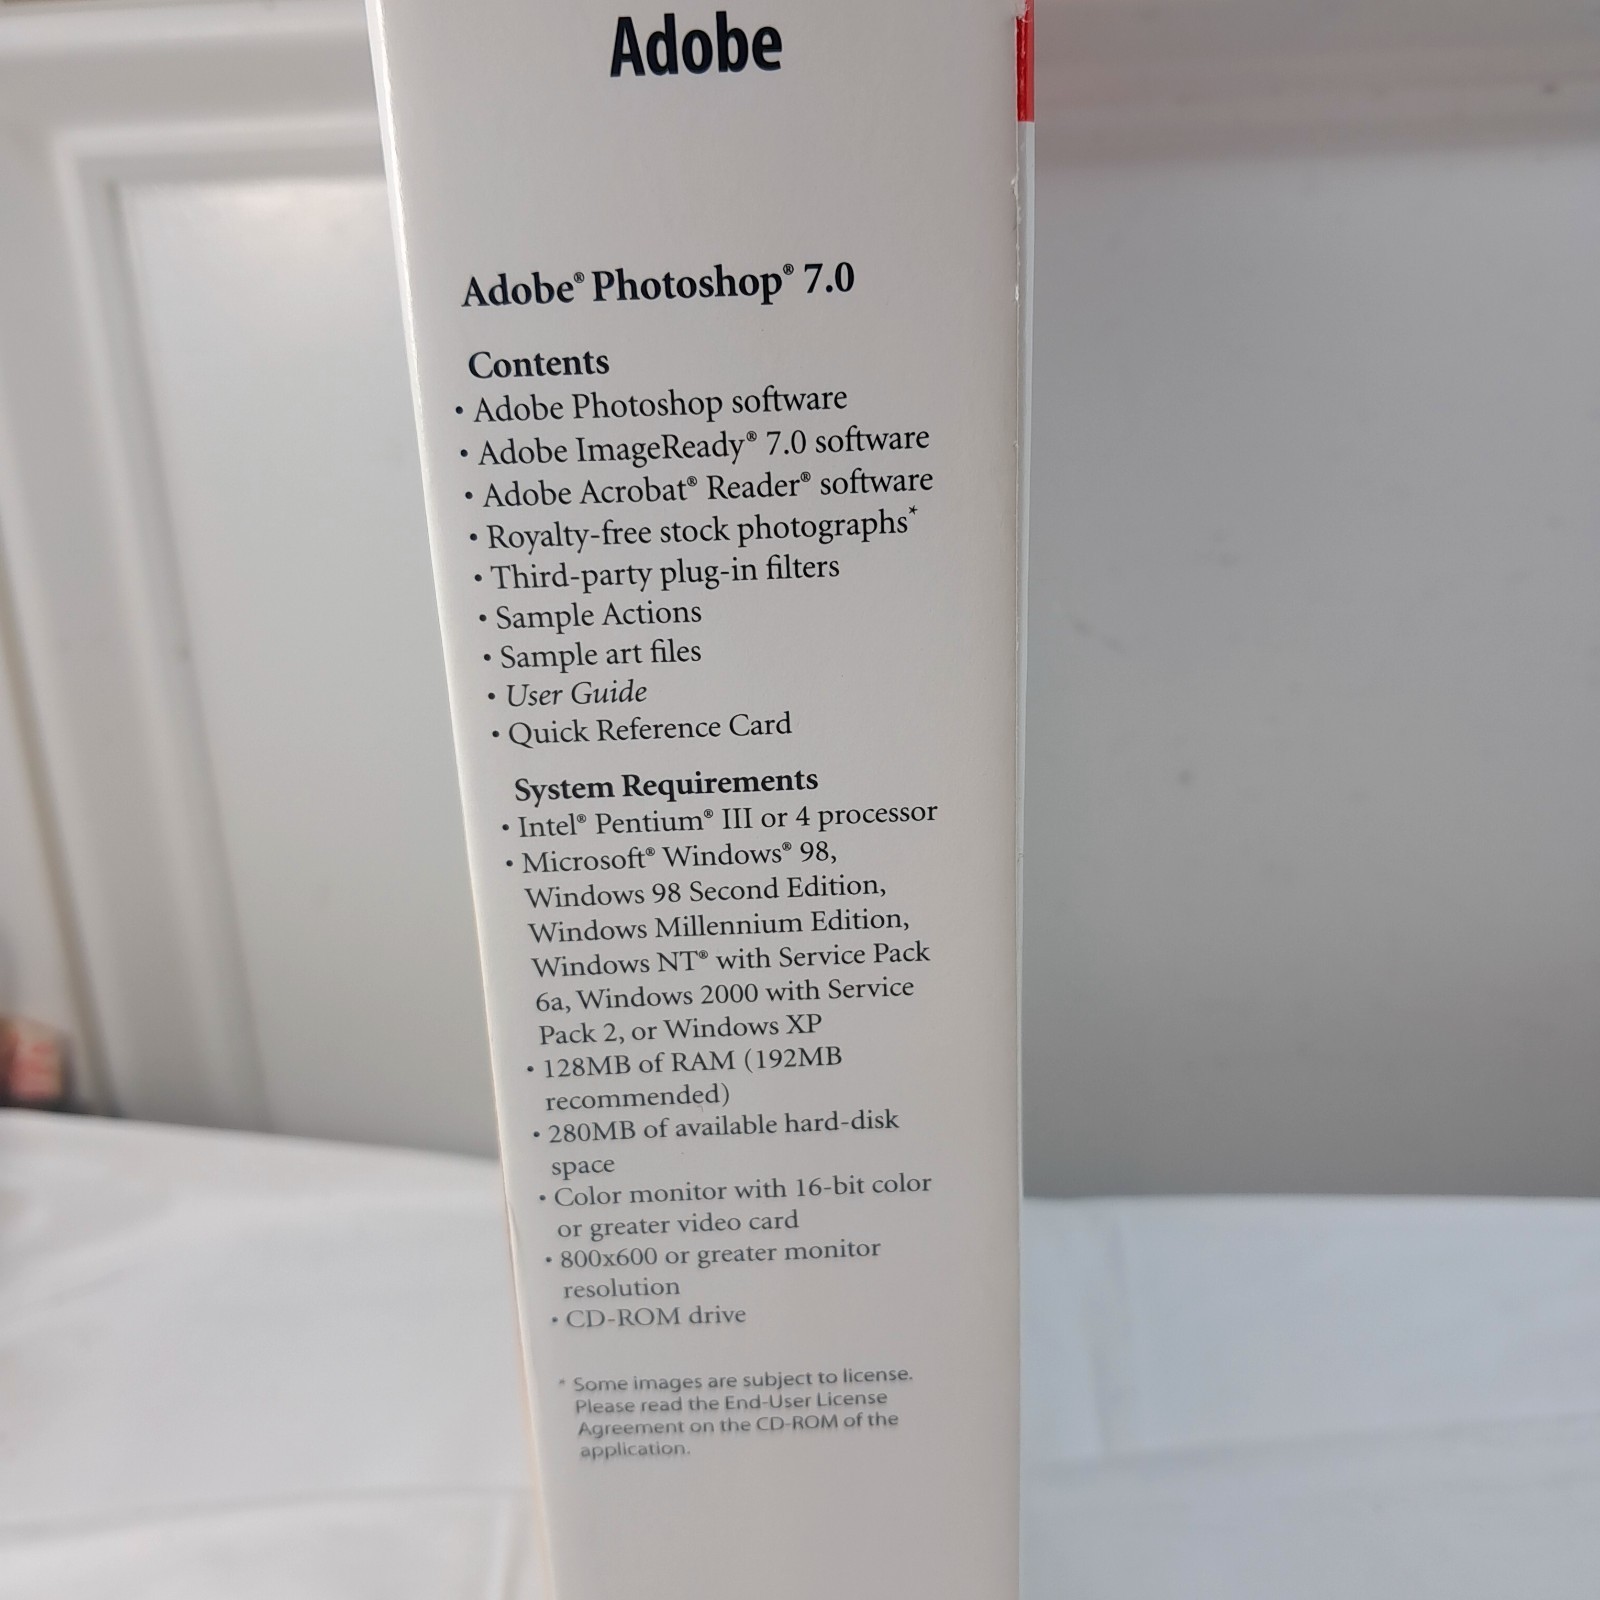 Adobe
Adobe® Photoshop® 7.0
Contents
• Adobe Photoshop software
• Adobe ImageReady® 7.0 software
• Adobe Acrobat® Reader® software
• Royalty-free stock photographs*
• Third-party plug-in filters
• Sample Actions
• Sample art files
• User Guide
• Quick Reference Card
System Requirements
• Intel® Pentium® III or 4 processor
• Microsoft® Windows® 98,
Windows 98 Second Edition,
Windows Millennium Edition,
Windows NT® with Service Pack
6a, Windows 2000 with Service
Pack 2, or Windows XP
• 128MB of RAM (192MB
recommended)
• 280MB of available hard-disk
space
• Color monitor with 16-bit color
or greater video card
• 800x600 or greater monitor
resolution
• CD-ROM drive
* Some images are subject to license.
Please read the End-User License
Agreement on the CD-ROM of the
application.